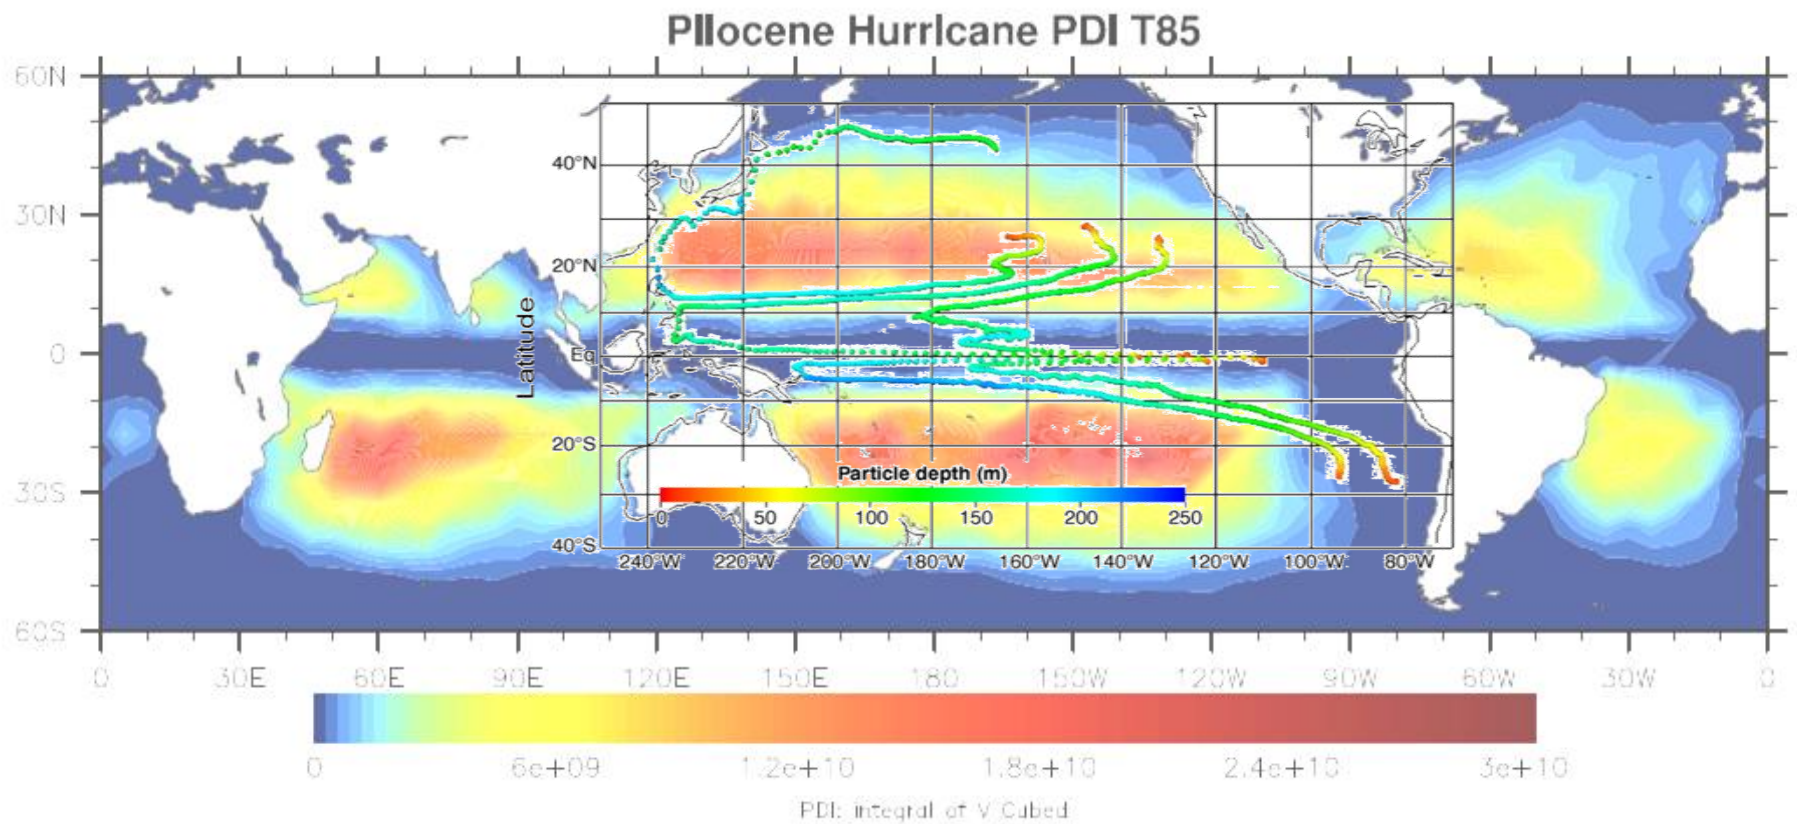 Pliocene Hurricane PDI T85
60N
40°N
30N
20°N
Latitude
0
Eq
20°S
Particle depth (m)
30S
0 50 100 150 200 250
40°S
240°W 220°W 200°W 180°W 160°W 140°W 120°W 100°W 80°W
60S
0 30E 60E 90E 120E 150E 180 150W 120W 90W 60W 30W 0
0 6e+09 1.2e+10 1.8e+10 2.4e+10 3e+10
PDI: integral of V Cubed